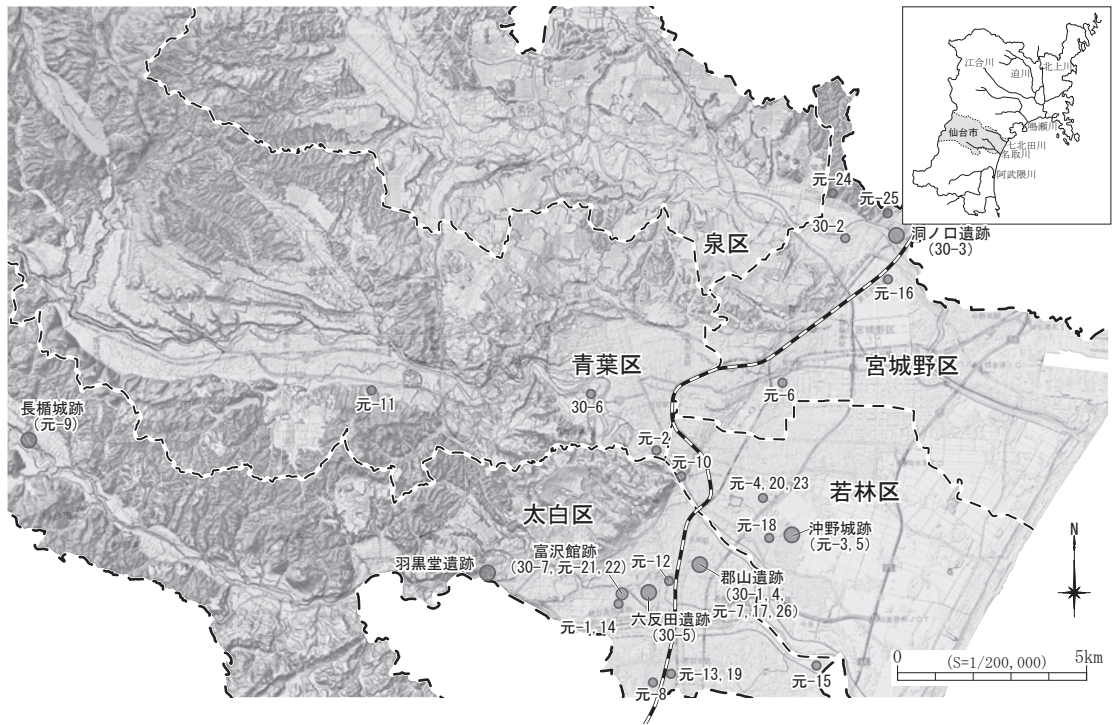 江合川
迫川
北上川
鳴瀬川
仙台市
七北田川
名取川
阿武隈川
元-24
元-25
30-2
洞ノ口遺跡
(30-3)
泉区
元-16
宮城野区
青葉区
宮城野区
元-11
30-6
元-6
長楯城跡
(元-9)
元-2
元-10
元-4, 20, 23
若林区
太白区
元-18
沖野城跡
(元-3, 5)
羽黒堂遺跡
富沢館跡
(30-7, 元-21, 22)
元-12
郡山遺跡
(30-1, 4,
元-7, 17, 26)
元-1, 14
六反田遺跡
(30-5)
元-13, 19
元-8
元-15
N
0 (S=1/200,000) 5km